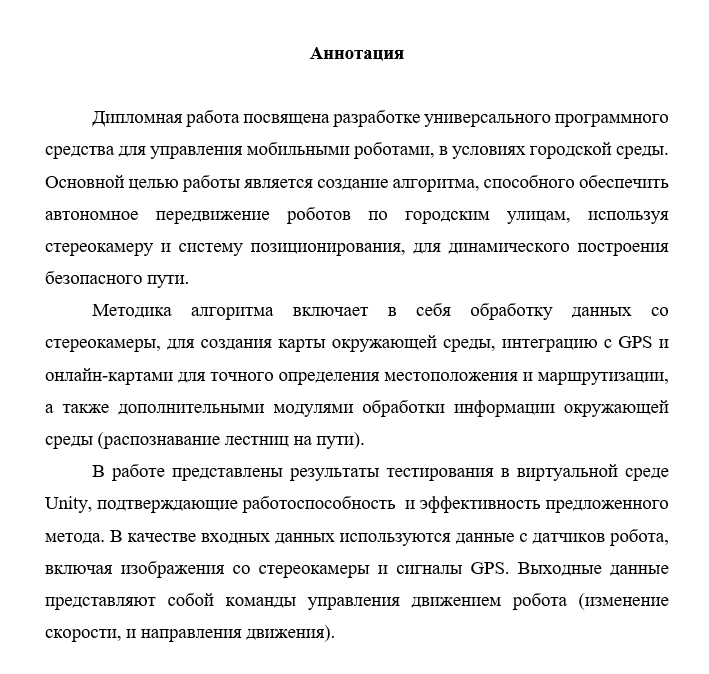 Аннотация
Дипломная работа посвящена разработке универсального программного
средства для управления мобильными роботами, в условиях городской среды.
Основной целью работы является создание алгоритма, способного обеспечить
автономное передвижение роботов по городским улицам, используя
стереокамеру и систему позиционирования, для динамического построения
безопасного пути.
Методика алгоритма включает в себя обработку данных со
стереокамеры, для создания карты окружающей среды, интеграцию с GPS и
онлайн-картами для точного определения местоположения и маршрутизации,
а также дополнительными модулями обработки информации окружающей
среды (распознавание лестниц на пути).
В работе представлены результаты тестирования в виртуальной среде
Unity, подтверждающие работоспособность  и эффективность предложенного
метода. В качестве входных данных используются данные с датчиков робота,
включая изображения со стереокамеры и сигналы GPS. Выходные данные
представляют собой команды управления движением робота (изменение
скорости, и направления движения).